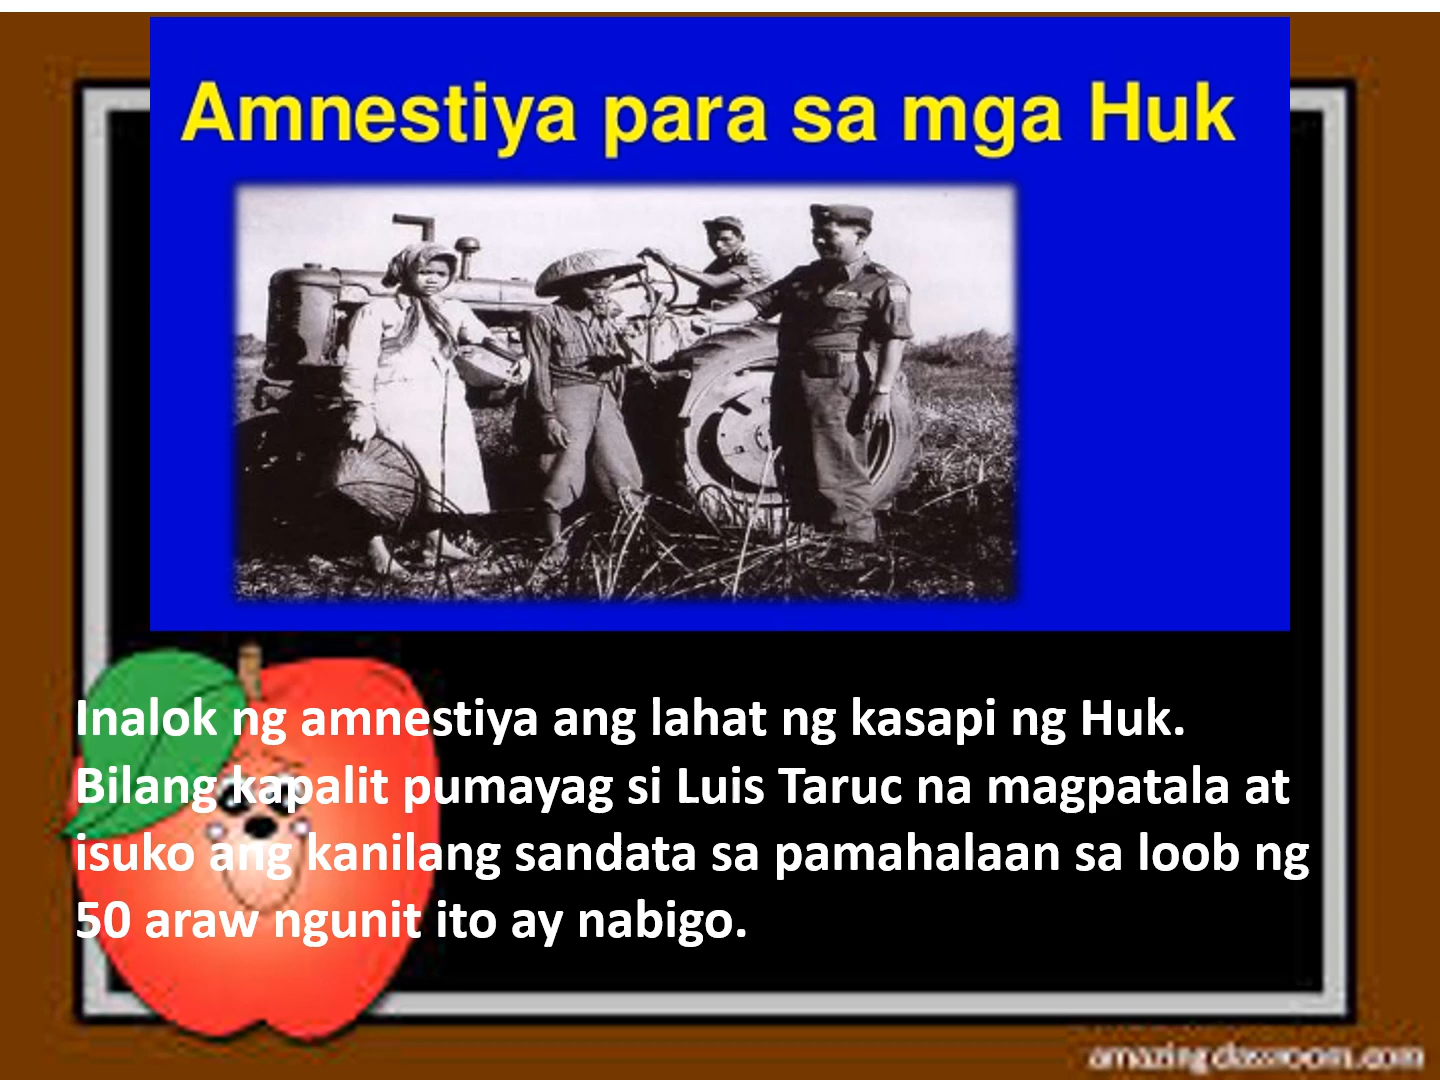 Amnestiya para sa mga Huk
Inalok ng amnestiya ang lahat ng kasapi ng Huk.
Bilang kapalit pumayag si Luis Taruc na magpatala at
isuko ang kanilang sandata sa pamahalaan sa loob ng
50 araw ngunit ito ay nabigo.
amazingclassroom.com